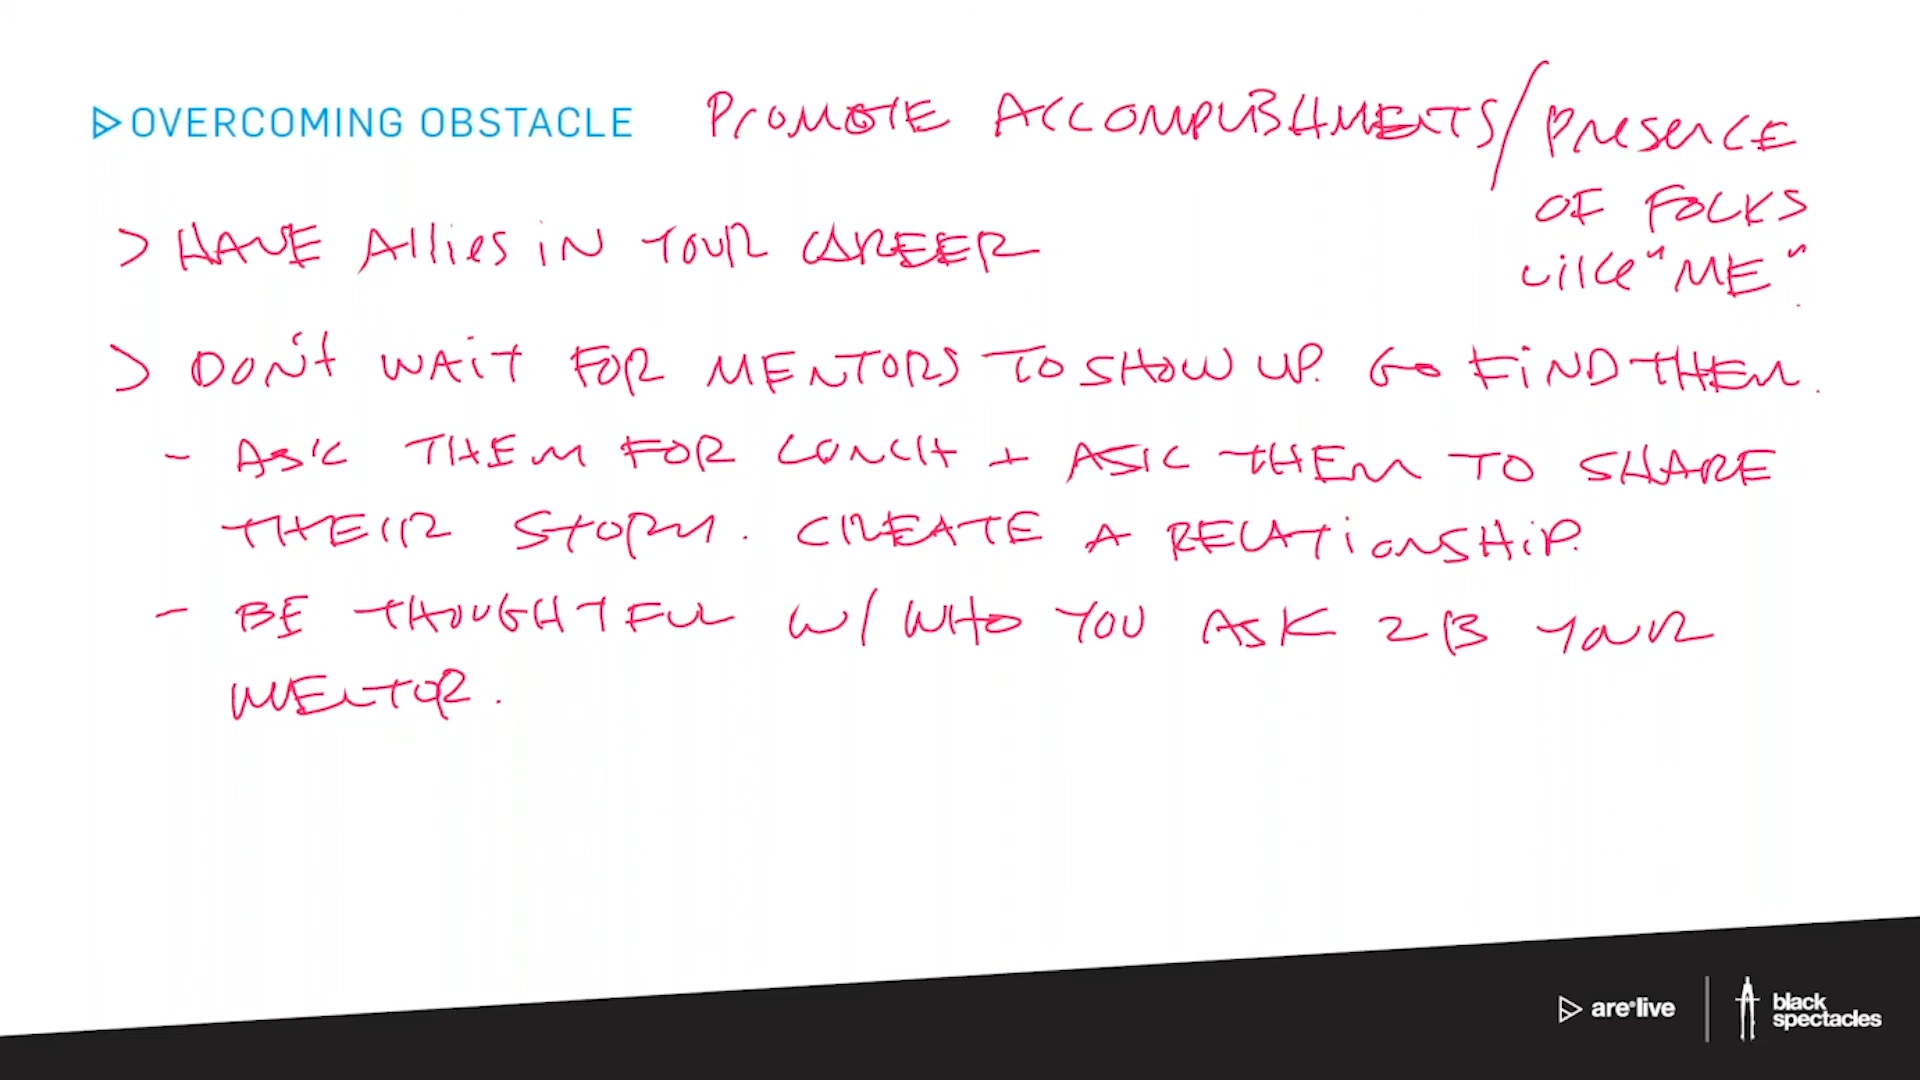 OVERCOMING OBSTACLE
PROMOTE ACCOMPLISHMENTS/PRESENCE
OF FOLKS
LIKE "ME".
> HAVE ALLIES IN YOUR CAREER
> DON'T WAIT FOR MENTORS TO SHOW UP. GO FIND THEM.
- ASK THEM FOR LUNCH + ASK THEM TO SHARE
THEIR STORY. CREATE A RELATIONSHIP.
- BE THOUGHTFUL W/ WHO YOU ASK 2 B YOUR
MENTOR.
are®live
black
spectacles